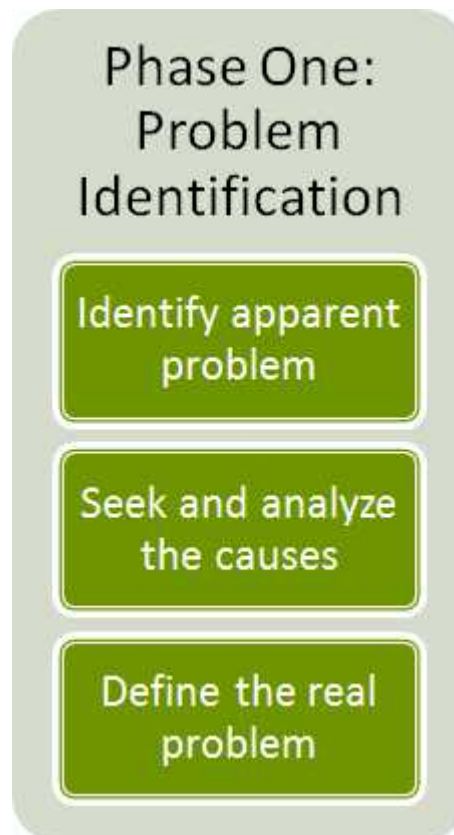 Phase One:
Problem
Identification
Identify apparent
problem
Seek and analyze
the causes
Define the real
problem